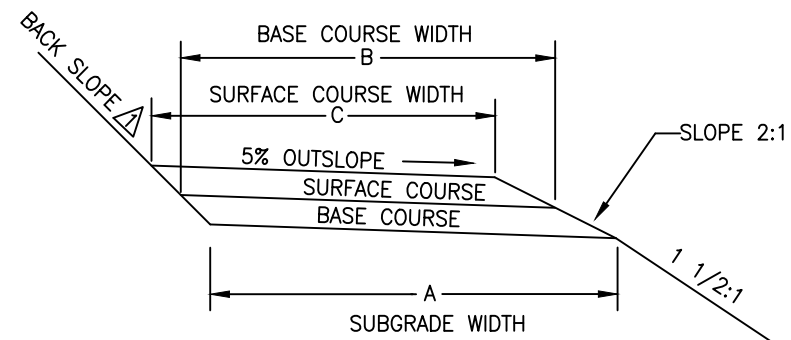 BASE COURSE WIDTH
B
BACK SLOPE 1
SURFACE COURSE WIDTH
C
SLOPE 2:1
5% OUTSLOPE
SURFACE COURSE
BASE COURSE
1 1/2:1
A
SUBGRADE WIDTH